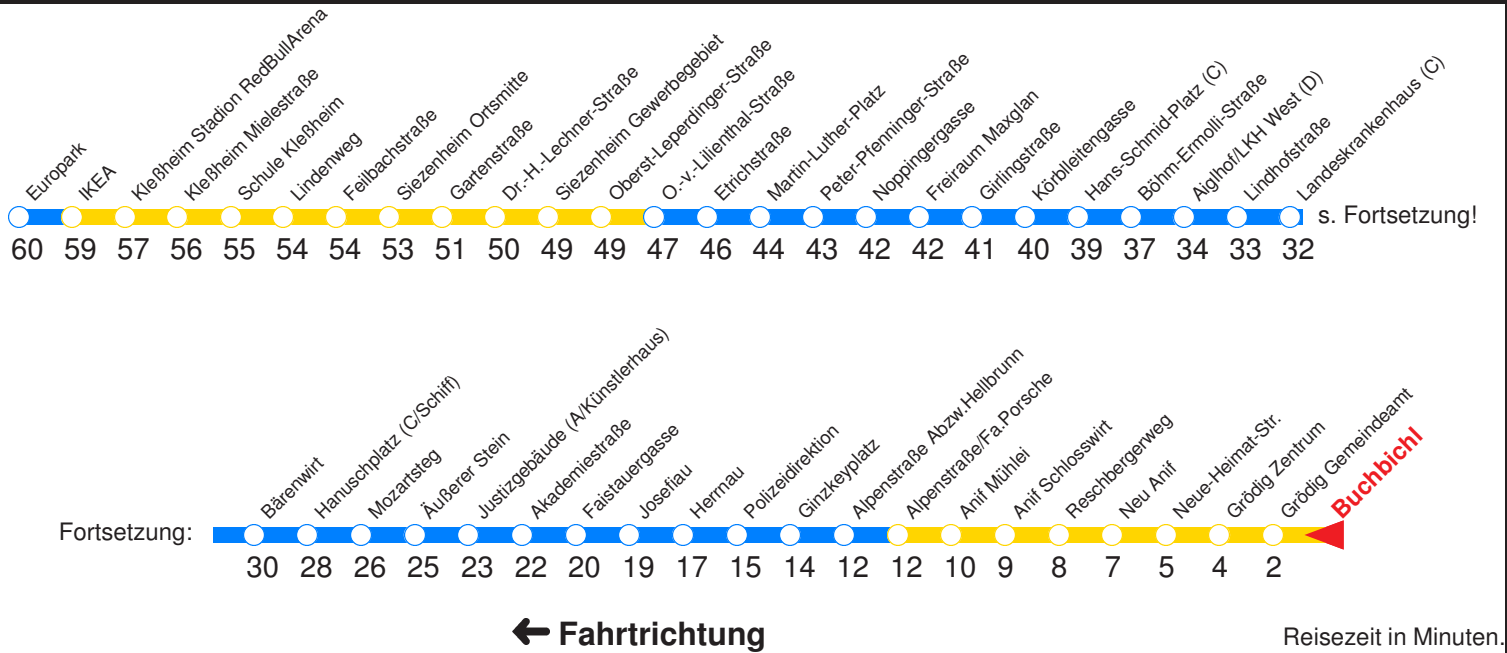 Europark
IKEA
Kleßheim Stadion RedBullArena
Kleßheim Mielestraße
Schule Kleßheim
Lindenweg
Feilbachstraße
Siezenheim Ortsmitte
Gartenstraße
Dr.-H.-Lechner-Straße
Siezenheim Gewerbegebiet
Oberst-Leperdinger-Straße
O.-v.-Lilienthal-Straße
Etrichstraße
Martin-Luther-Platz
Peter-Pfenninger-Straße
Noppingergasse
Freiraum Maxglan
Girlingstraße
Körblleitengasse
Hans-Schmid-Platz (C)
Böhm-Ermolli-Straße
Aiglhof/LKH West (D)
Lindhofstraße
Landeskrankenhaus (C)
s. Fortsetzung!
60 59 57 56 55 54 54 53 51 50 49 49 47 46 44 43 42 42 41 40 39 37 34 33 32
Fortsetzung:
Bärenwirt
Hanuschplatz (C/Schiff)
Mozartsteg
Äußerer Stein
Justizgebäude (A/Künstlerhaus)
Akademiestraße
Faistauergasse
Josefiau
Herrnau
Polizeidirektion
Ginzkeyplatz
Alpenstraße Abzw.Hellbrunn
Alpenstraße/Fa.Porsche
Anif Mühlei
Anif Schlosswirt
Reschbergerweg
Neu Anif
Neue-Heimat-Str.
Grödig Zentrum
Grödig Gemeindeamt
Buchbichl
30 28 26 25 23 22 20 19 17 15 14 12 12 10 9 8 7 5 4 2
Fahrtrichtung
Reisezeit in Minuten.